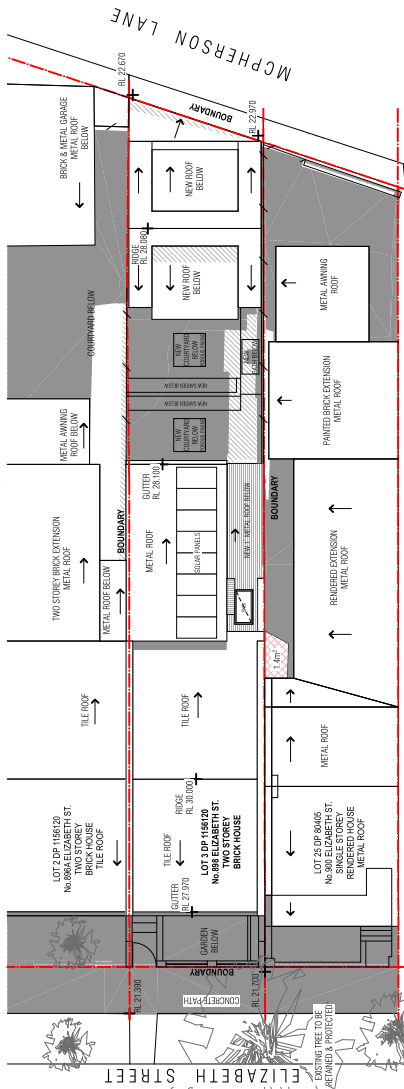 MCPHERSON LANE
RL 22.670
BOUNDARY
RL 22.970
BRICK & METAL GARAGE
METAL ROOF
BELOW
NEW ROOF
BELOW
RIDGE
RL 28.080
NEW ROOF
BELOW
METAL AWNING
ROOF
COURTYARD BELOW
NEW
COURTYARD
BELOW
NEW GARDEN BELOW
NEW GARDEN BELOW
NEW
COURTYARD
BELOW
NEW
BELOW
PAINTED BRICK EXTENSION
METAL ROOF
METAL AWNING
ROOF BELOW
GUTTER
RL 28.100
BOUNDARY
BOUNDARY
TWO STOREY BRICK EXTENSION
METAL ROOF
METAL ROOF BELOW
METAL ROOF
SOLAR PANELS
NEW METAL ROOF BELOW
RENDERED EXTENSION
METAL ROOF
1.4m²
TILE ROOF
TILE ROOF
METAL ROOF
RIDGE
RL 30.000
LOT 2 DP 1156120
No.896A ELIZABETH ST.
TWO STOREY
BRICK HOUSE
TILE ROOF
TILE ROOF
LOT 3 DP 1156120
No.898 ELIZABETH ST.
TWO STOREY
BRICK HOUSE
LOT 25 DP 80405
No.900 ELIZABETH ST.
SINGLE STOREY
RENDERED HOUSE
METAL ROOF
GUTTER
RL 27.970
GARDEN
BELOW
BOUNDARY
RL 21.390
CONCRETE PATH
RL 21.700
EXISTING TREE TO BE
RETAINED & PROTECTED
ELIZABETH STREET